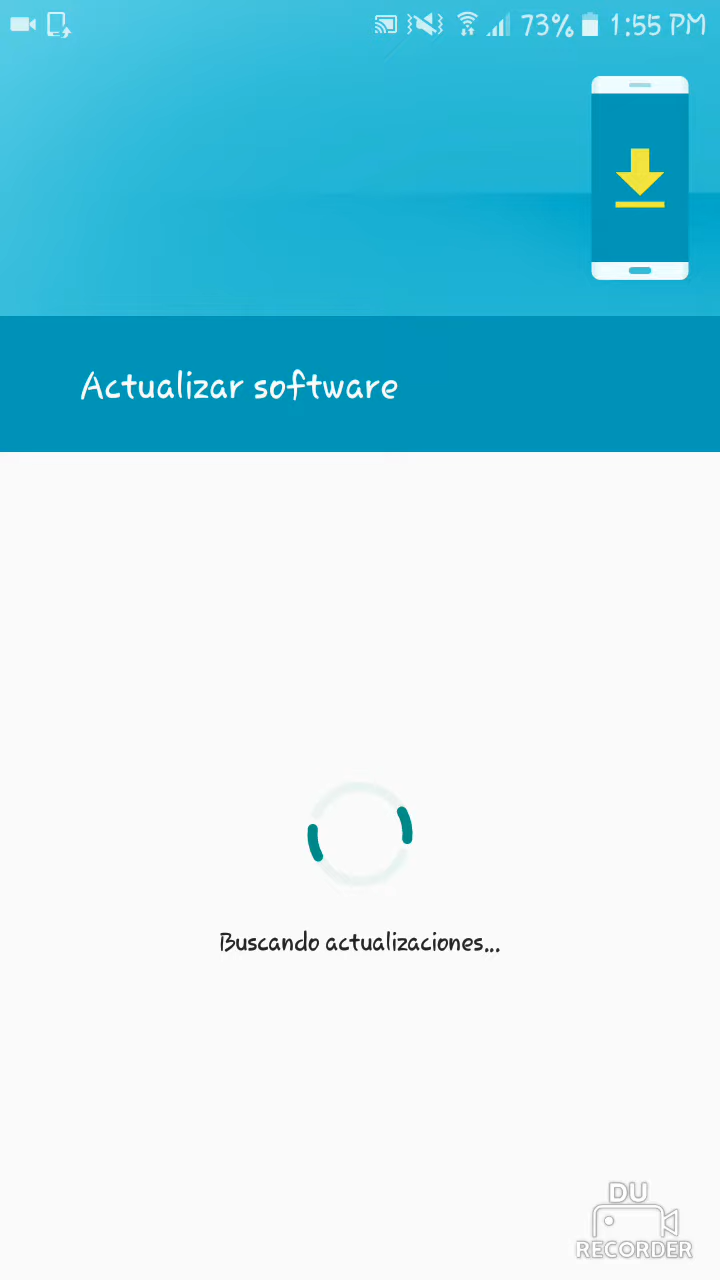 73% 1:55 PM
Actualizar software
Buscando actualizaciones...
DU
RECORDER